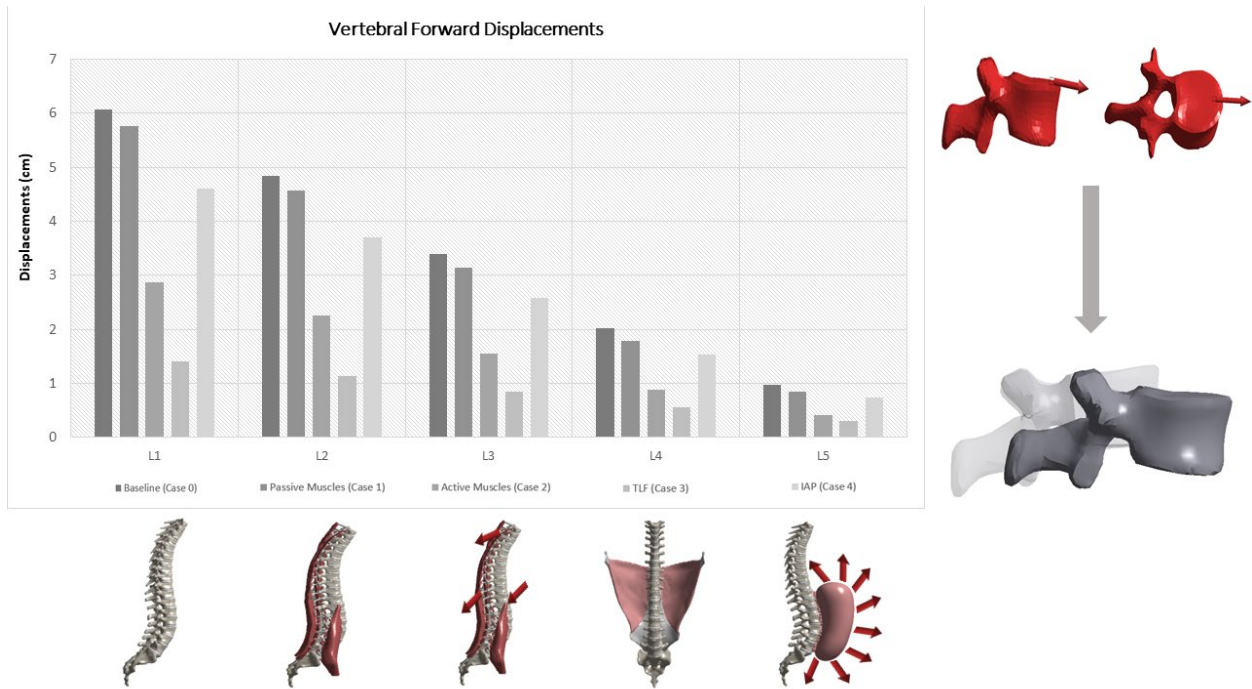 Vertebral Forward Displacements
7
6
5
4
3
2
1
0
Displacements (cm)
L1 L2 L3 L4 L5
Baseline (Case 0) Passive Muscles (Case 1) Active Muscles (Case 2) TLF (Case 3) IAP (Case 4)